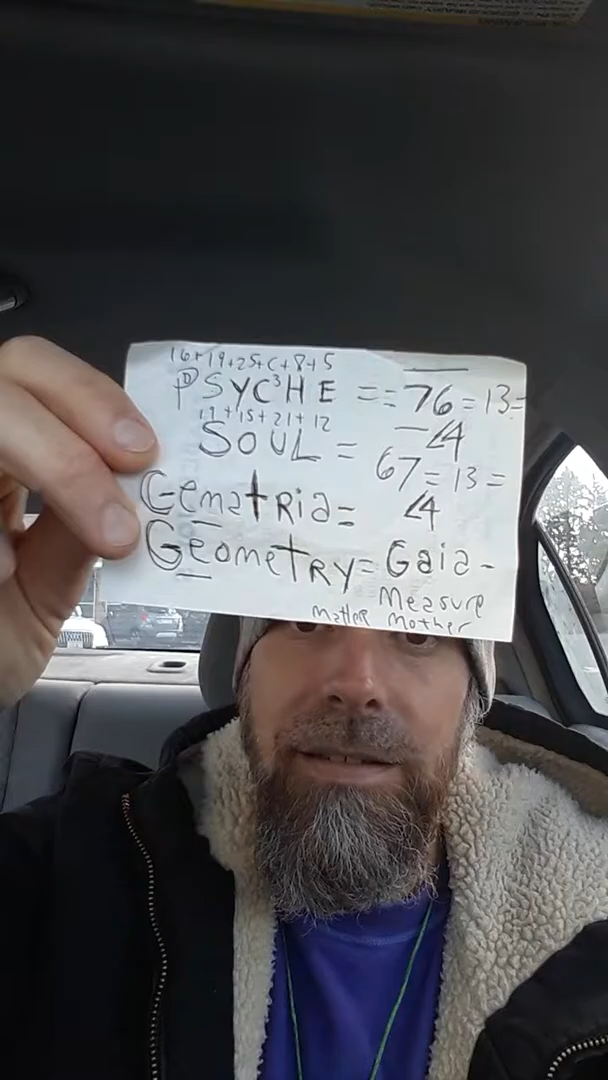 16+19+25+C+8+5
PSYC³HE == 76 = 13=
19+15+21+12
SOUL = 67 = 13 =
Gematria = 4
Geometry = Gaia -
Measure
Matter Mother